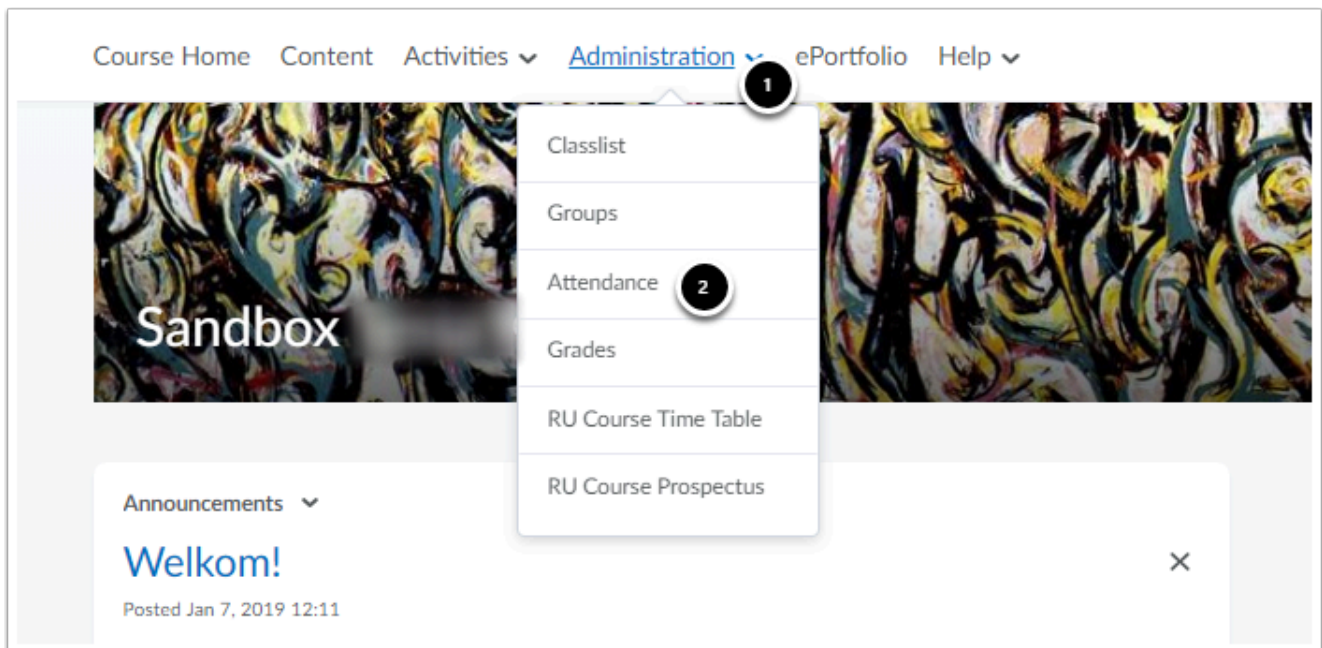 Course Home Content Activities Administration ePortfolio Help
1
Classlist
Groups
Attendance 2
Sandbox
Grades
RU Course Time Table
RU Course Prospectus
Announcements
Welkom!
Posted Jan 7, 2019 12:11